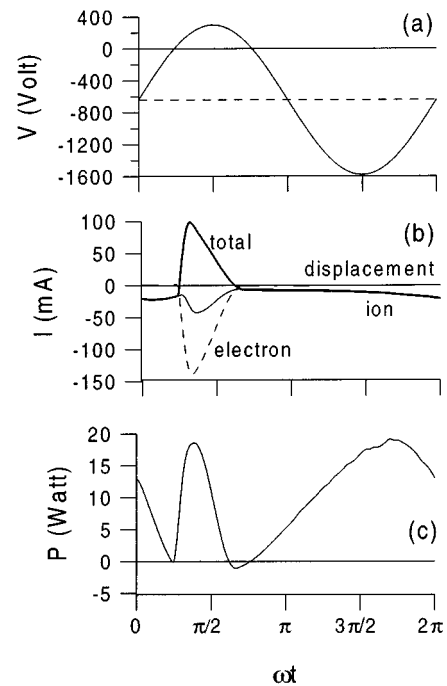 (a)
V (Volt)
400
0
-400
-800
-1200
-1600
(b)
I (mA)
100
50
0
-50
-100
-150
total
displacement
ion
electron
(c)
P (Watt)
20
15
10
5
0
-5
0 π/2 π 3π/2 2π
ωt